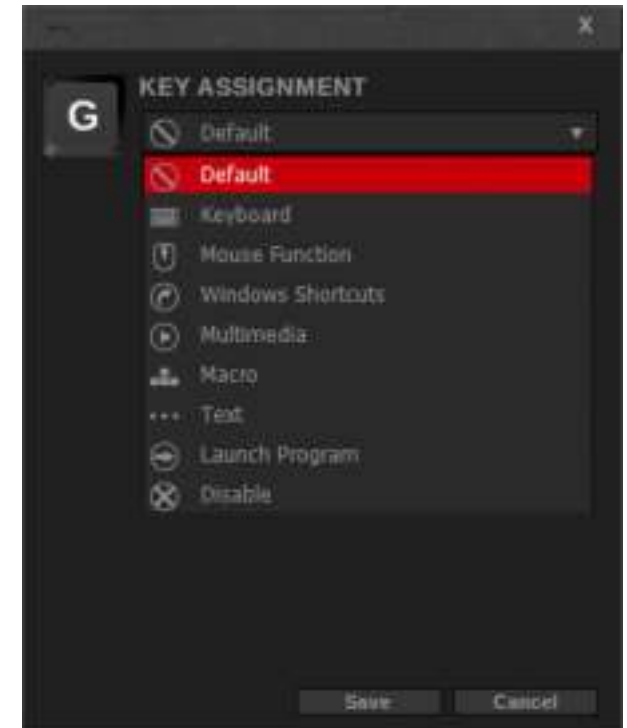 X
KEY ASSIGNMENT
G
Default
Default
Keyboard
Mouse Function
Windows Shortcuts
Multimedia
Macro
Text
Launch Program
Disable
Save
Cancel